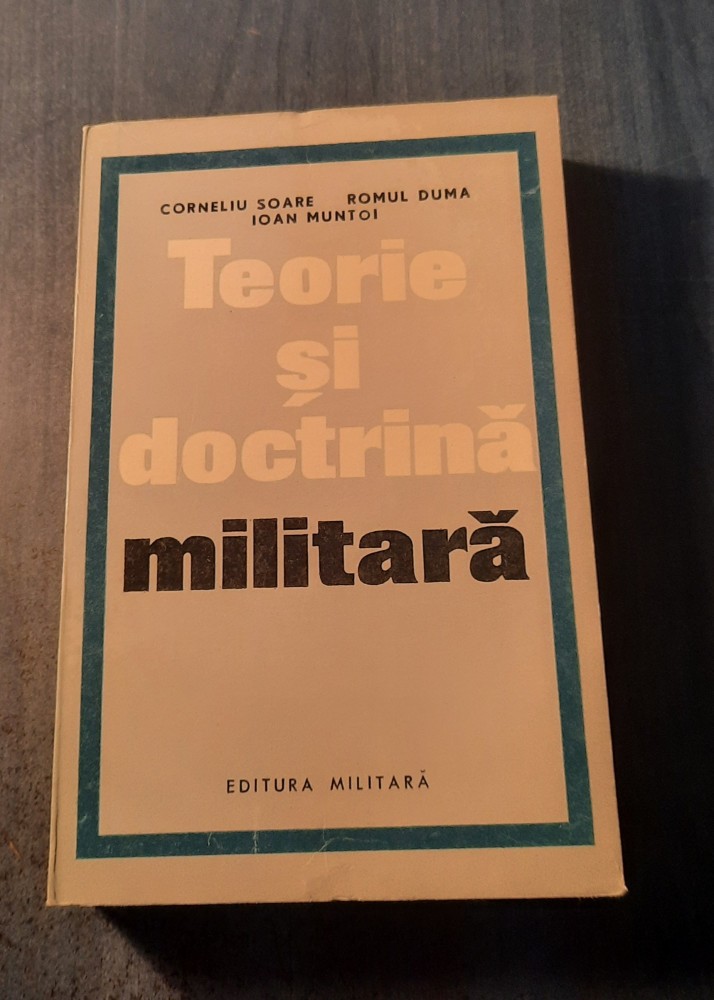 CORNELIU SOARE ROMUL DUMA
IOAN MUNTOI
Teorie
și
doctrină
militară
EDITURA MILITARĂ